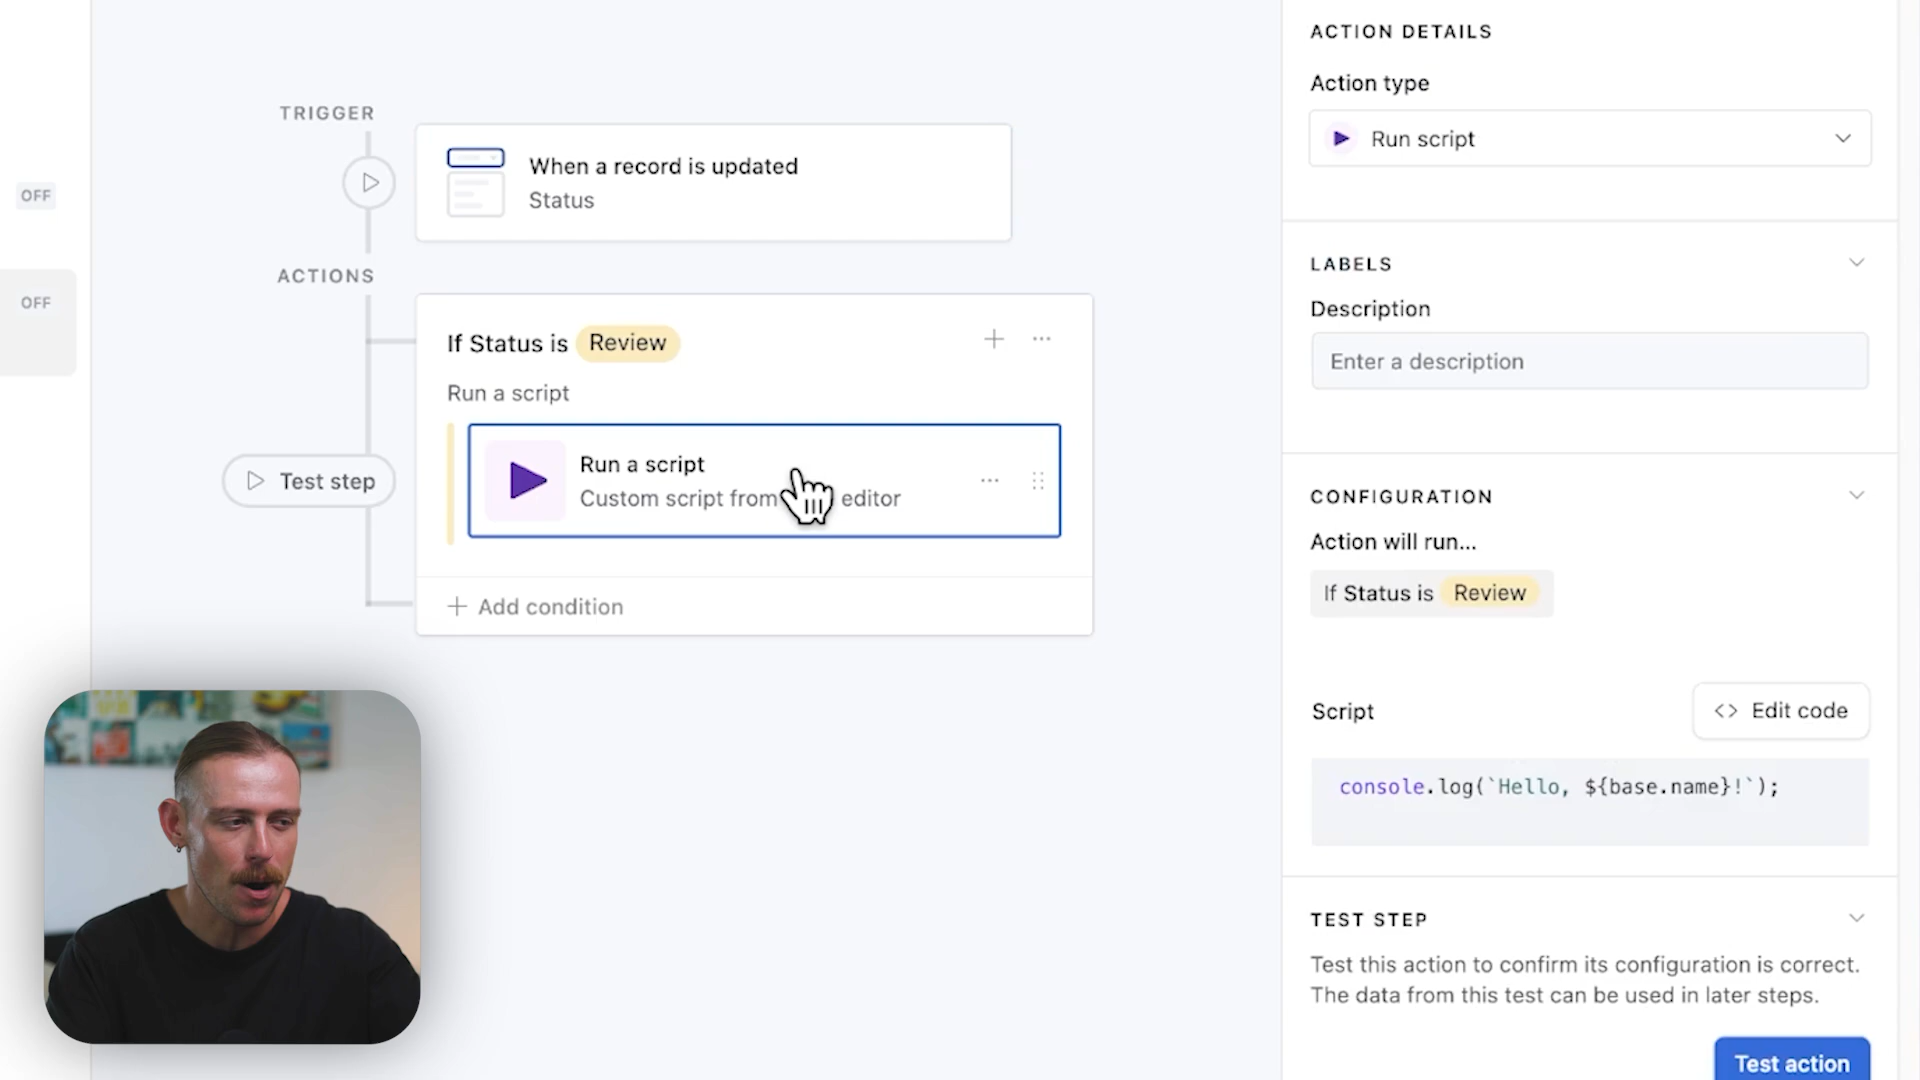 OFF
OFF
TRIGGER
When a record is updated
Status
ACTIONS
If Status is Review
Run a script
Run a script
Custom script from editor
Test step
+ Add condition
ACTION DETAILS
Action type
Run script
LABELS
Description
Enter a description
CONFIGURATION
Action will run...
If Status is Review
Script
<> Edit code
console.log(`Hello, ${base.name}!`);
TEST STEP
Test this action to confirm its configuration is correct.
The data from this test can be used in later steps.
Test action